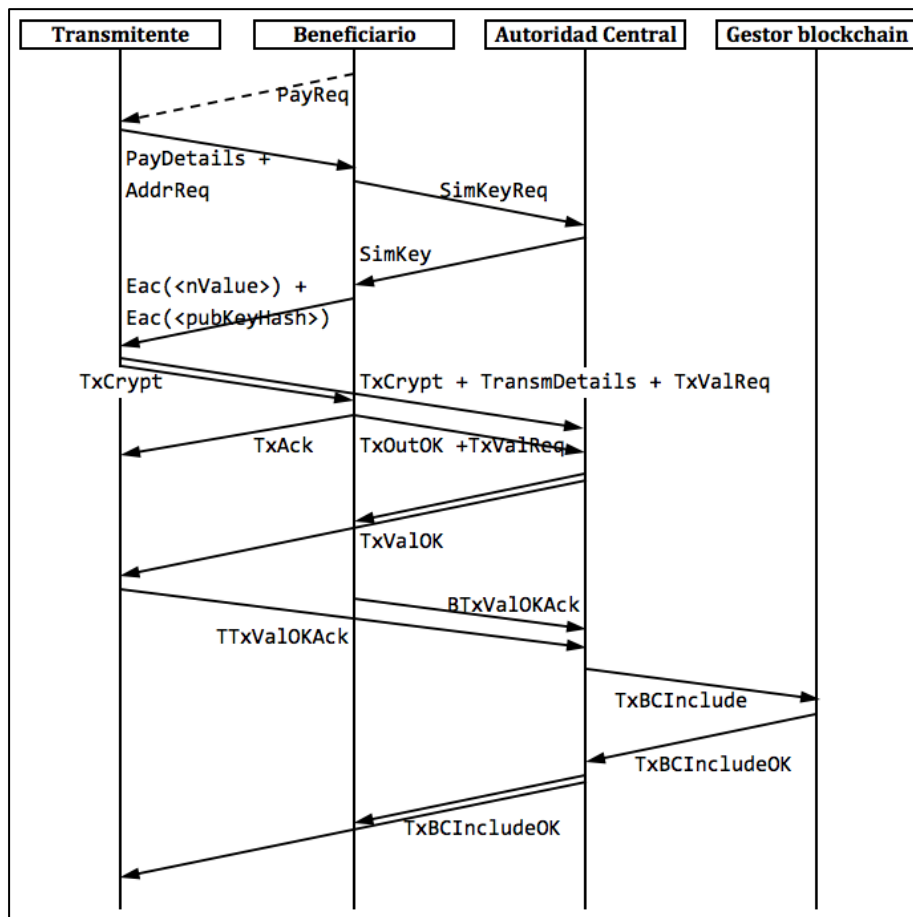 Transmitente
Beneficiario
Autoridad Central
Gestor blockchain
PayReq
PayDetails +
AddrReq
SimKeyReq
SimKey
Eac(<nValue>) +
Eac(<pubKeyHash>)
TxCrypt
TxCrypt + TransmDetails + TxValReq
TxAck
TxOutOK +TxValReq
TxValOK
BTxValOKAck
TTxValOKAck
TxBCInclude
TxBCIncludeOK
TxBCIncludeOK